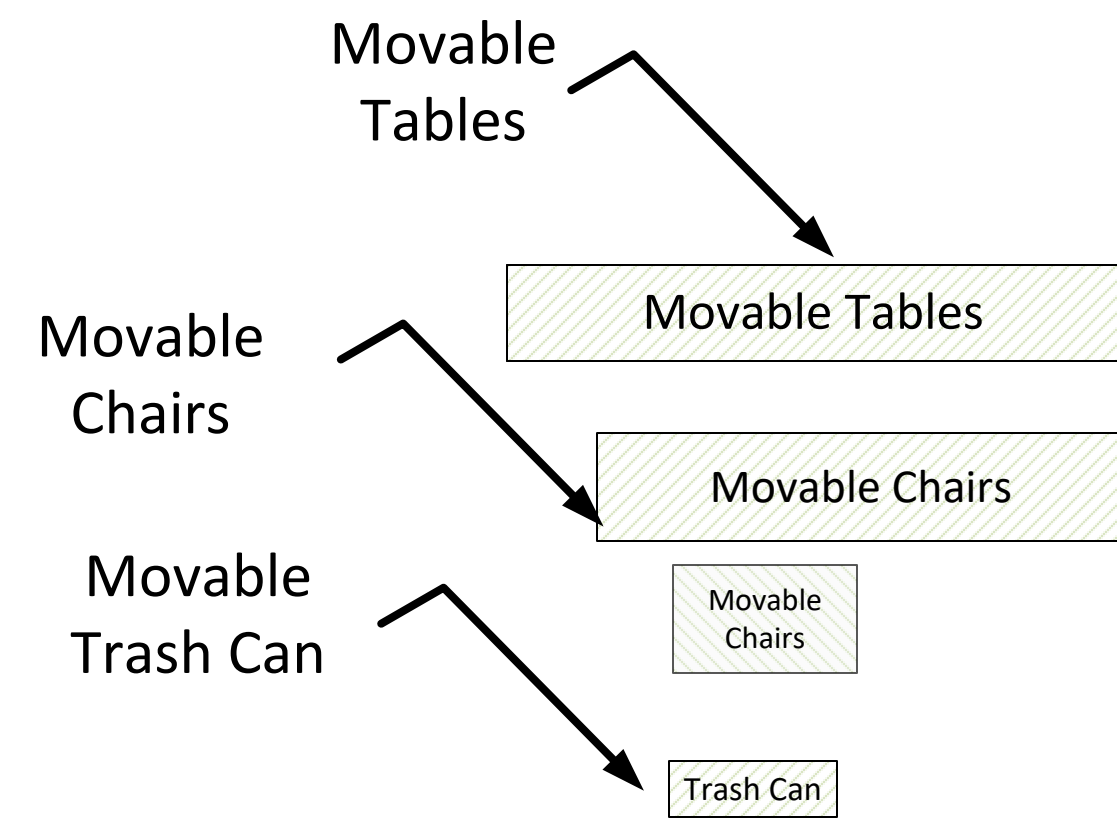 Movable
Tables
Movable Tables
Movable
Chairs
Movable Chairs
Movable
Trash Can
Movable
Chairs
Trash Can